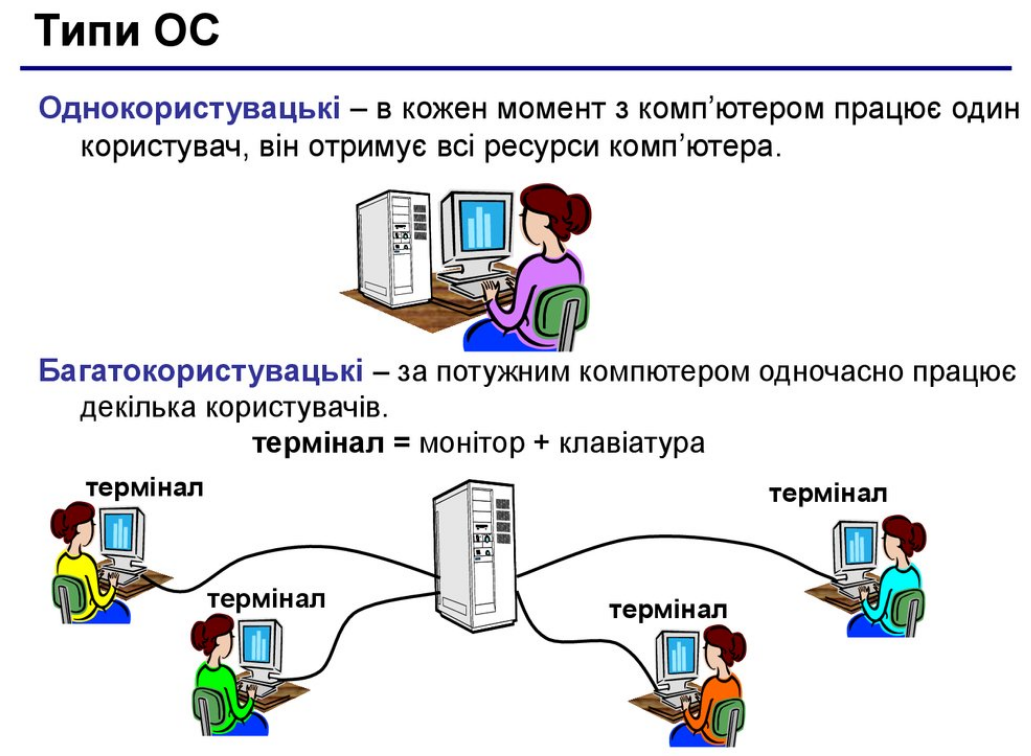 Типи ОС
Однокористувацькі – в кожен момент з комп’ютером працює один
користувач, він отримує всі ресурси комп’ютера.
Багатокористувацькі – за потужним компютером одночасно працює
декілька користувачів.
термінал = монітор + клавіатура
термінал
термінал
термінал
термінал